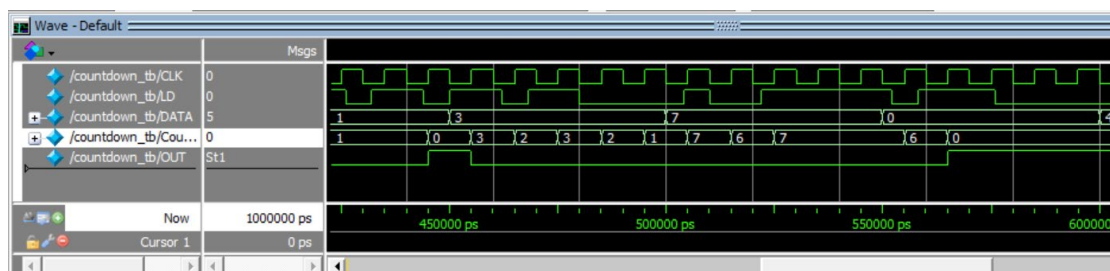 Wave - Default
Msgs
/countdown_tb/CLK 0
/countdown_tb/LD 0
/countdown_tb/DATA 5 1 3 7 0 4
/countdown_tb/Cou... 0 1 0 3 2 3 2 1 7 6 7 6 0
/countdown_tb/OUT St1
Now 1000000 ps 450000 ps 500000 ps 550000 ps 600000
Cursor 1 0 ps